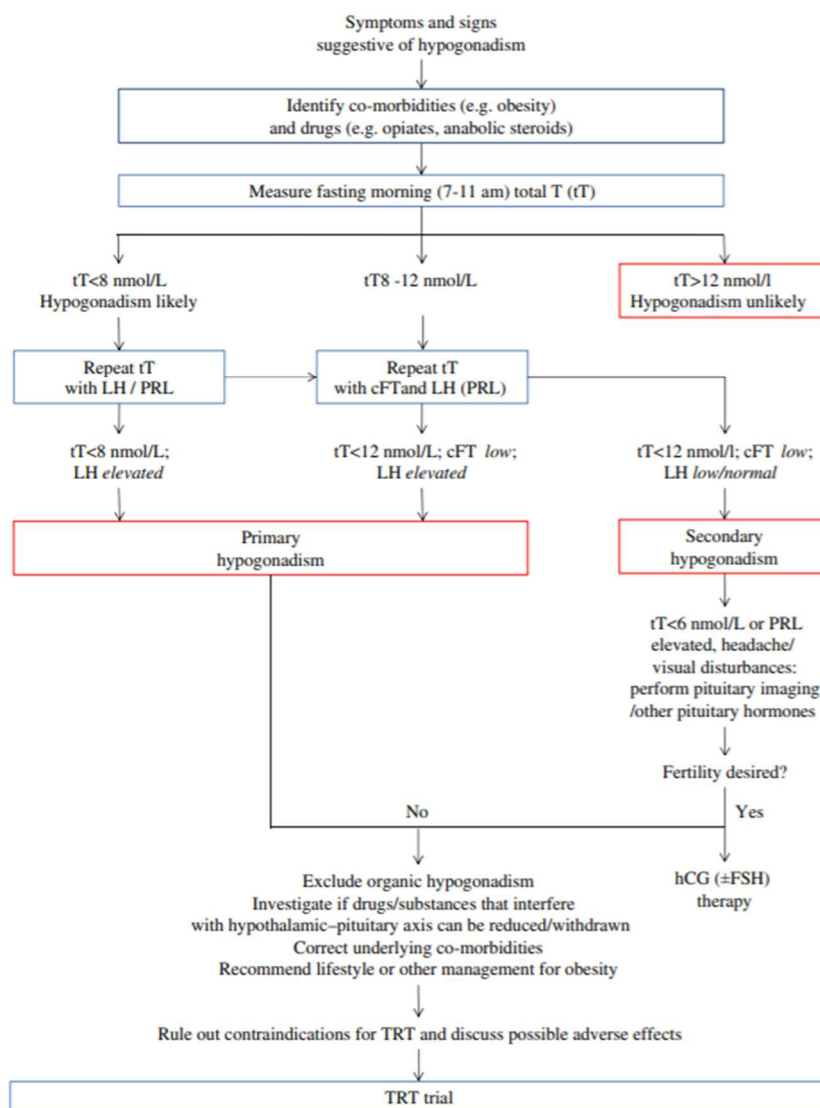 Symptoms and signs
suggestive of hypogonadism
Identify co-morbidities (e.g. obesity)
and drugs (e.g. opiates, anabolic steroids)
Measure fasting morning (7-11 am) total T (tT)
tT<8 nmol/L
Hypogonadism likely
tT8 -12 nmol/L
tT>12 nmol/l
Hypogonadism unlikely
Repeat tT
with LH / PRL
Repeat tT
with cFTand LH (PRL)
tT<8 nmol/L;
LH elevated
tT<12 nmol/L; cFT low;
LH elevated
tT<12 nmol/l; cFT low;
LH low/normal
Primary
hypogonadism
Secondary
hypogonadism
tT<6 nmol/L or PRL
elevated, headache/
visual disturbances:
perform pituitary imaging
/other pituitary hormones
Fertility desired?
No
Yes
Exclude organic hypogonadism
Investigate if drugs/substances that interfere
with hypothalamic–pituitary axis can be reduced/withdrawn
Correct underlying co-morbidities
Recommend lifestyle or other management for obesity
hCG (±FSH)
therapy
Rule out contraindications for TRT and discuss possible adverse effects
TRT trial